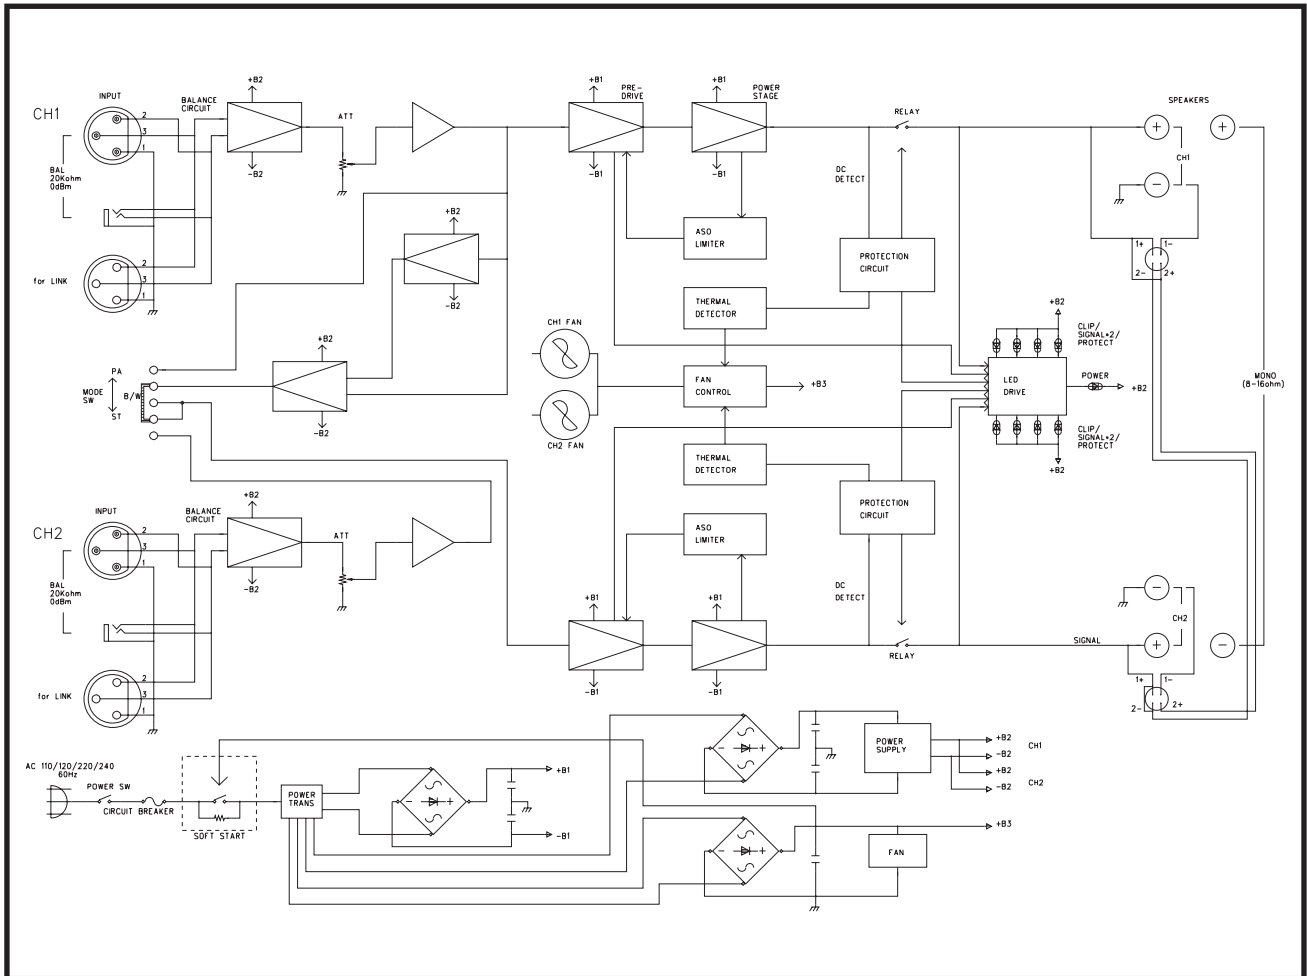 CH1
INPUT
2
3
1
BAL
20Kohm
0dBm
for LINK
2
3
1
BALANCE
CIRCUIT
+B2
-B2
ATT
+B2
-B2
+B2
-B2
PA
MODE
SW
B/W
ST
+B1
-B1
PRE-
DRIVE
+B1
-B1
POWER
STAGE
ASO
LIMITER
THERMAL
DETECTOR
CH1 FAN
CH2 FAN
FAN
CONTROL
+B3
THERMAL
DETECTOR
ASO
LIMITER
DC
DETECT
RELAY
PROTECTION
CIRCUIT
PROTECTION
CIRCUIT
DC
DETECT
RELAY
LED
DRIVE
+B2
CLIP/
SIGNAL*2/
PROTECT
POWER
+B2
CLIP/
SIGNAL*2/
PROTECT
+B2
SPEAKERS
+
+
CH1
-
1+
1-
2-
2+
MONO
(8-16ohm)
-
CH2
SIGNAL
+
-
1+
1-
2-
2+
CH2
INPUT
2
3
1
BAL
20Kohm
0dBm
for LINK
2
3
1
BALANCE
CIRCUIT
+B2
-B2
ATT
+B1
-B1
+B1
-B1
AC 110/120/220/240
60Hz
POWER SW
CIRCUIT BREAKER
SOFT START
POWER
TRANS
-
+
+B1
-B1
-
+
POWER
SUPPLY
+B2
-B2
CH1
+B2
-B2
CH2
-
+
+B3
FAN